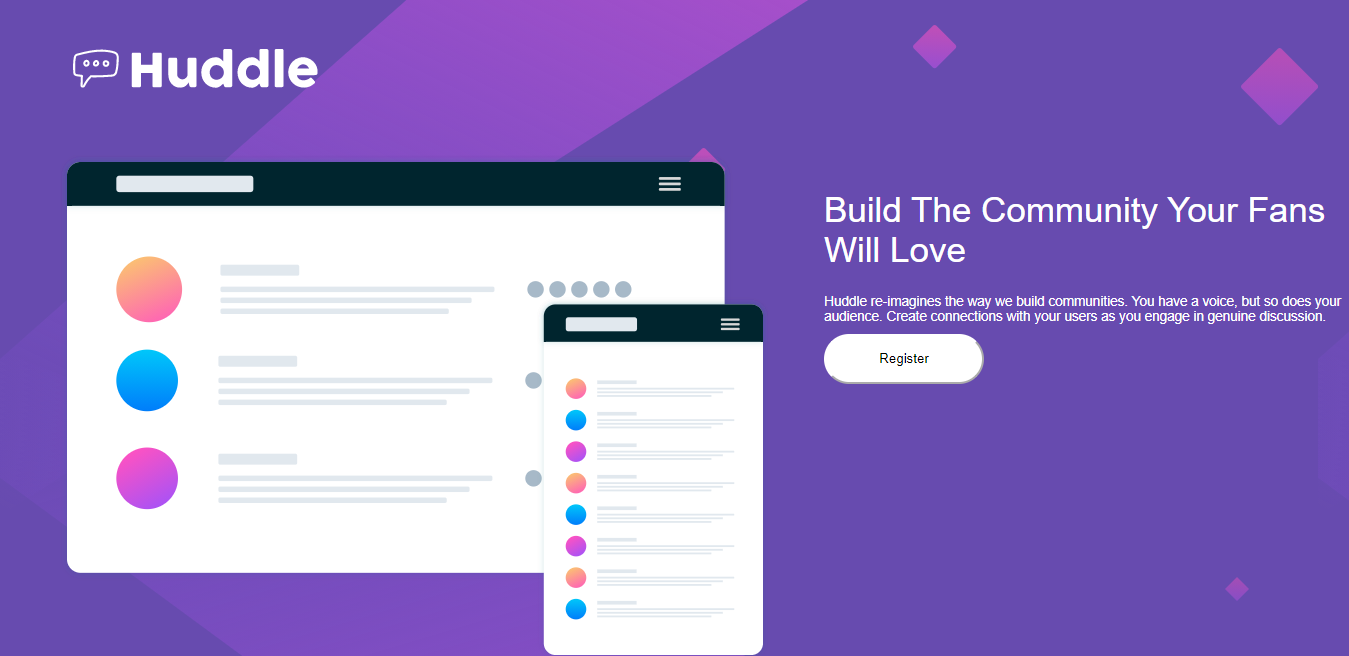 Huddle
Build The Community Your Fans
Will Love
Huddle re-imagines the way we build communities. You have a voice, but so does your
audience. Create connections with your users as you engage in genuine discussion.
Register